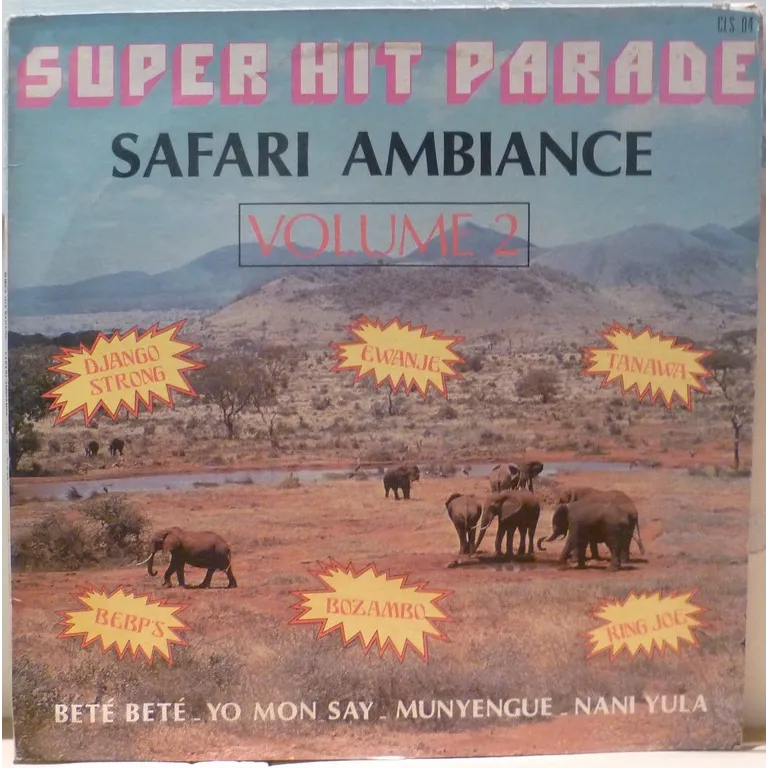 CLS 04
SUPER HIT PARADE
SAFARI AMBIANCE
VOLUME 2
DJANGO
STRONG
EWANJE
TANAWA
BEBP'S
BOZAMBO
KING JOE
BETÉ BETÉ - YO MON SAY - MUNYENGUE - NANI YULA